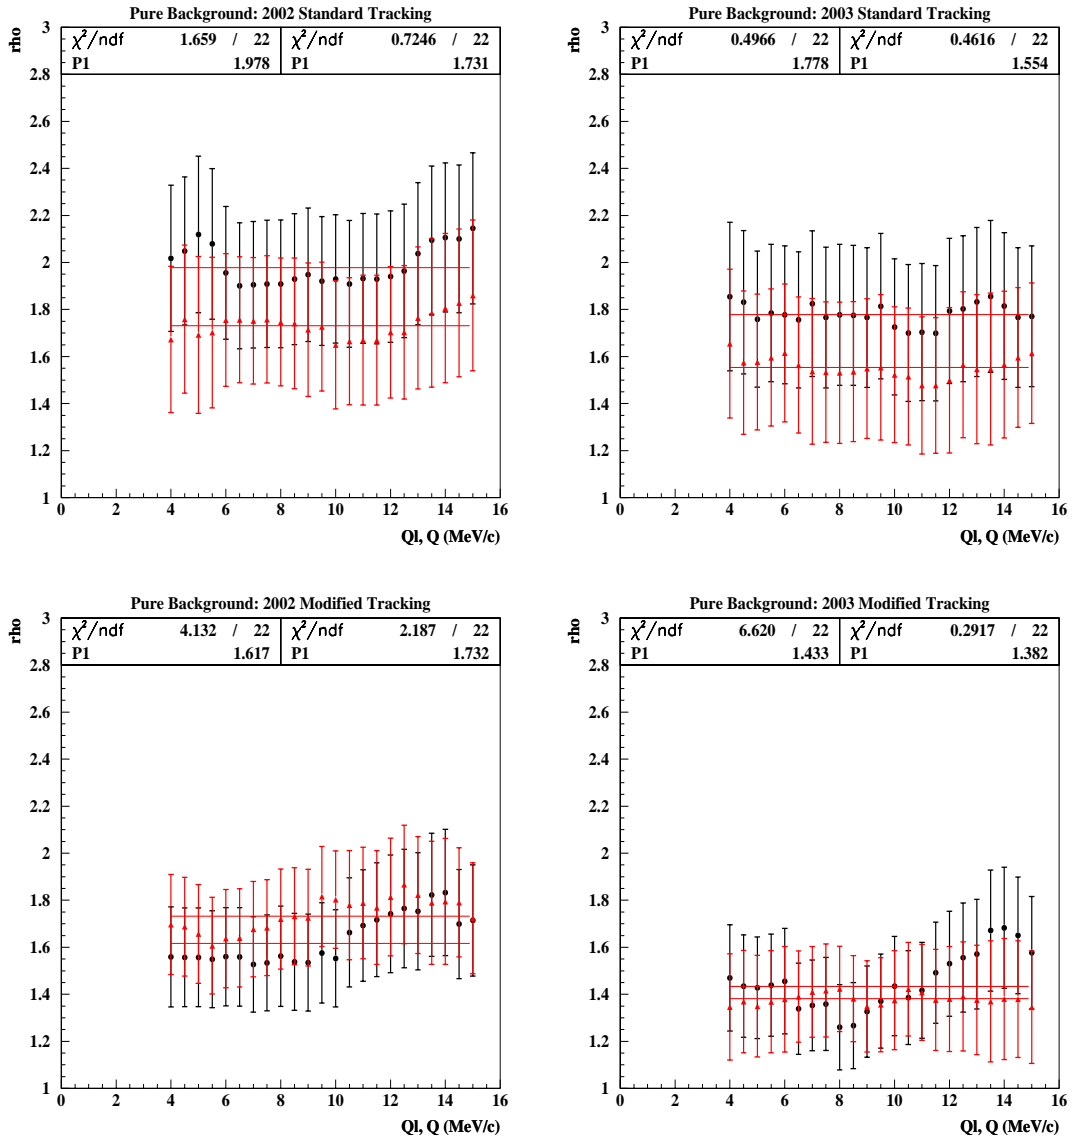 Pure Background: 2002 Standard Tracking
rho
χ²/ndf 1.659 / 22 χ²/ndf 0.7246 / 22
P1 1.978 P1 1.731
3
2.8
2.6
2.4
2.2
2
1.8
1.6
1.4
1.2
1
0 2 4 6 8 10 12 14 16
Ql, Q (MeV/c)
Pure Background: 2003 Standard Tracking
rho
χ²/ndf 0.4966 / 22 χ²/ndf 0.4616 / 22
P1 1.778 P1 1.554
3
2.8
2.6
2.4
2.2
2
1.8
1.6
1.4
1.2
1
0 2 4 6 8 10 12 14 16
Ql, Q (MeV/c)
Pure Background: 2002 Modified Tracking
rho
χ²/ndf 4.132 / 22 χ²/ndf 2.187 / 22
P1 1.617 P1 1.732
3
2.8
2.6
2.4
2.2
2
1.8
1.6
1.4
1.2
1
0 2 4 6 8 10 12 14 16
Ql, Q (MeV/c)
Pure Background: 2003 Modified Tracking
rho
χ²/ndf 6.620 / 22 χ²/ndf 0.2917 / 22
P1 1.433 P1 1.382
3
2.8
2.6
2.4
2.2
2
1.8
1.6
1.4
1.2
1
0 2 4 6 8 10 12 14 16
Ql, Q (MeV/c)